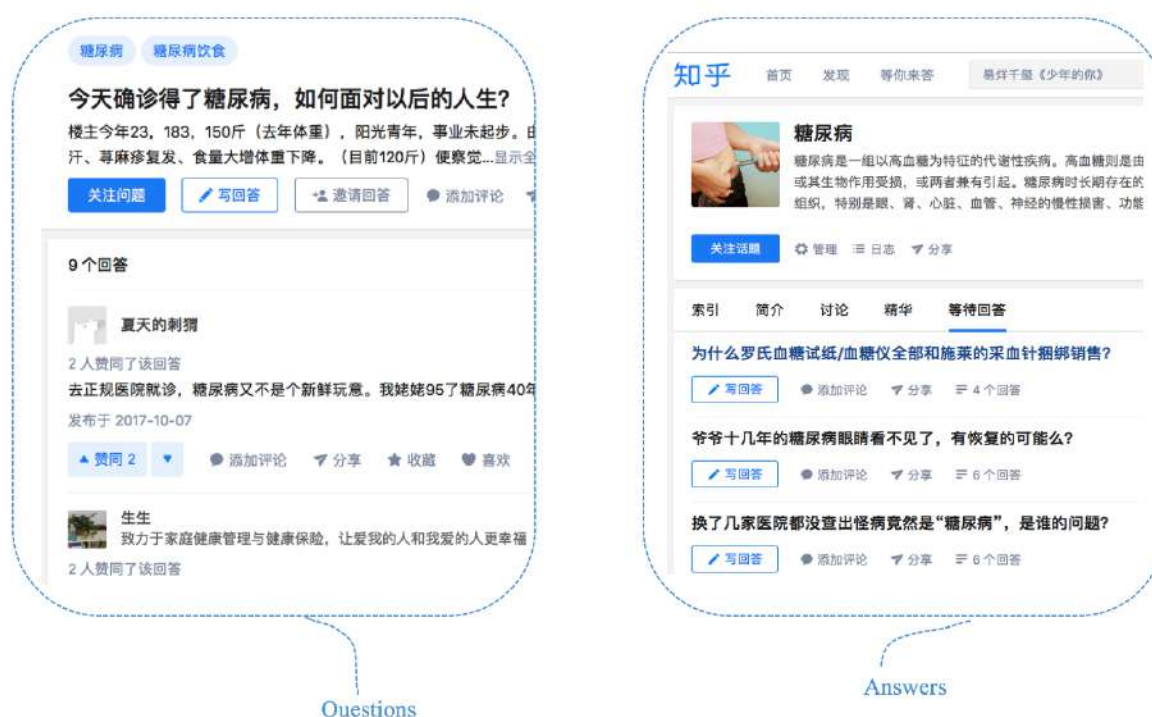 糖尿病 糖尿病饮食
今天确诊得了糖尿病，如何面对以后的人生？
楼主今年23，183，150斤（去年体重），阳光青年，事业未起步。
汗、荨麻疹复发、食量大增体重下降。（目前120斤）便察觉...显示全
关注问题 写回答 邀请回答 添加评论
9 个回答
夏天的刺猬
2 人赞同了该回答
去正规医院就诊，糖尿病又不是个新鲜玩意。我姥姥95了糖尿病40年
发布于 2017-10-07
赞同 2 添加评论 分享 收藏 喜欢
生生
致力于家庭健康管理与健康保险，让爱我的人和我爱的人更幸福
2 人赞同了该回答
Questions
知乎 首页 发现 等你来答 易烊千玺《少年的你》
糖尿病
糖尿病是一组以高血糖为特征的代谢性疾病。高血糖则是由
或其生物作用受损，或两者兼有引起。糖尿病时长期存在的
组织，特别是眼、肾、心脏、血管、神经的慢性损害、功能
关注话题 管理 日志 分享
索引 简介 讨论 精华 等待回答
为什么罗氏血糖试纸/血糖仪全部和施莱的采血针捆绑销售？
写回答 添加评论 分享 4 个回答
爷爷十几年的糖尿病眼睛看不见了，有恢复的可能么？
写回答 添加评论 分享 6 个回答
换了几家医院都没查出怪病竟然是“糖尿病”，是谁的问题？
写回答 添加评论 分享 6 个回答
Answers